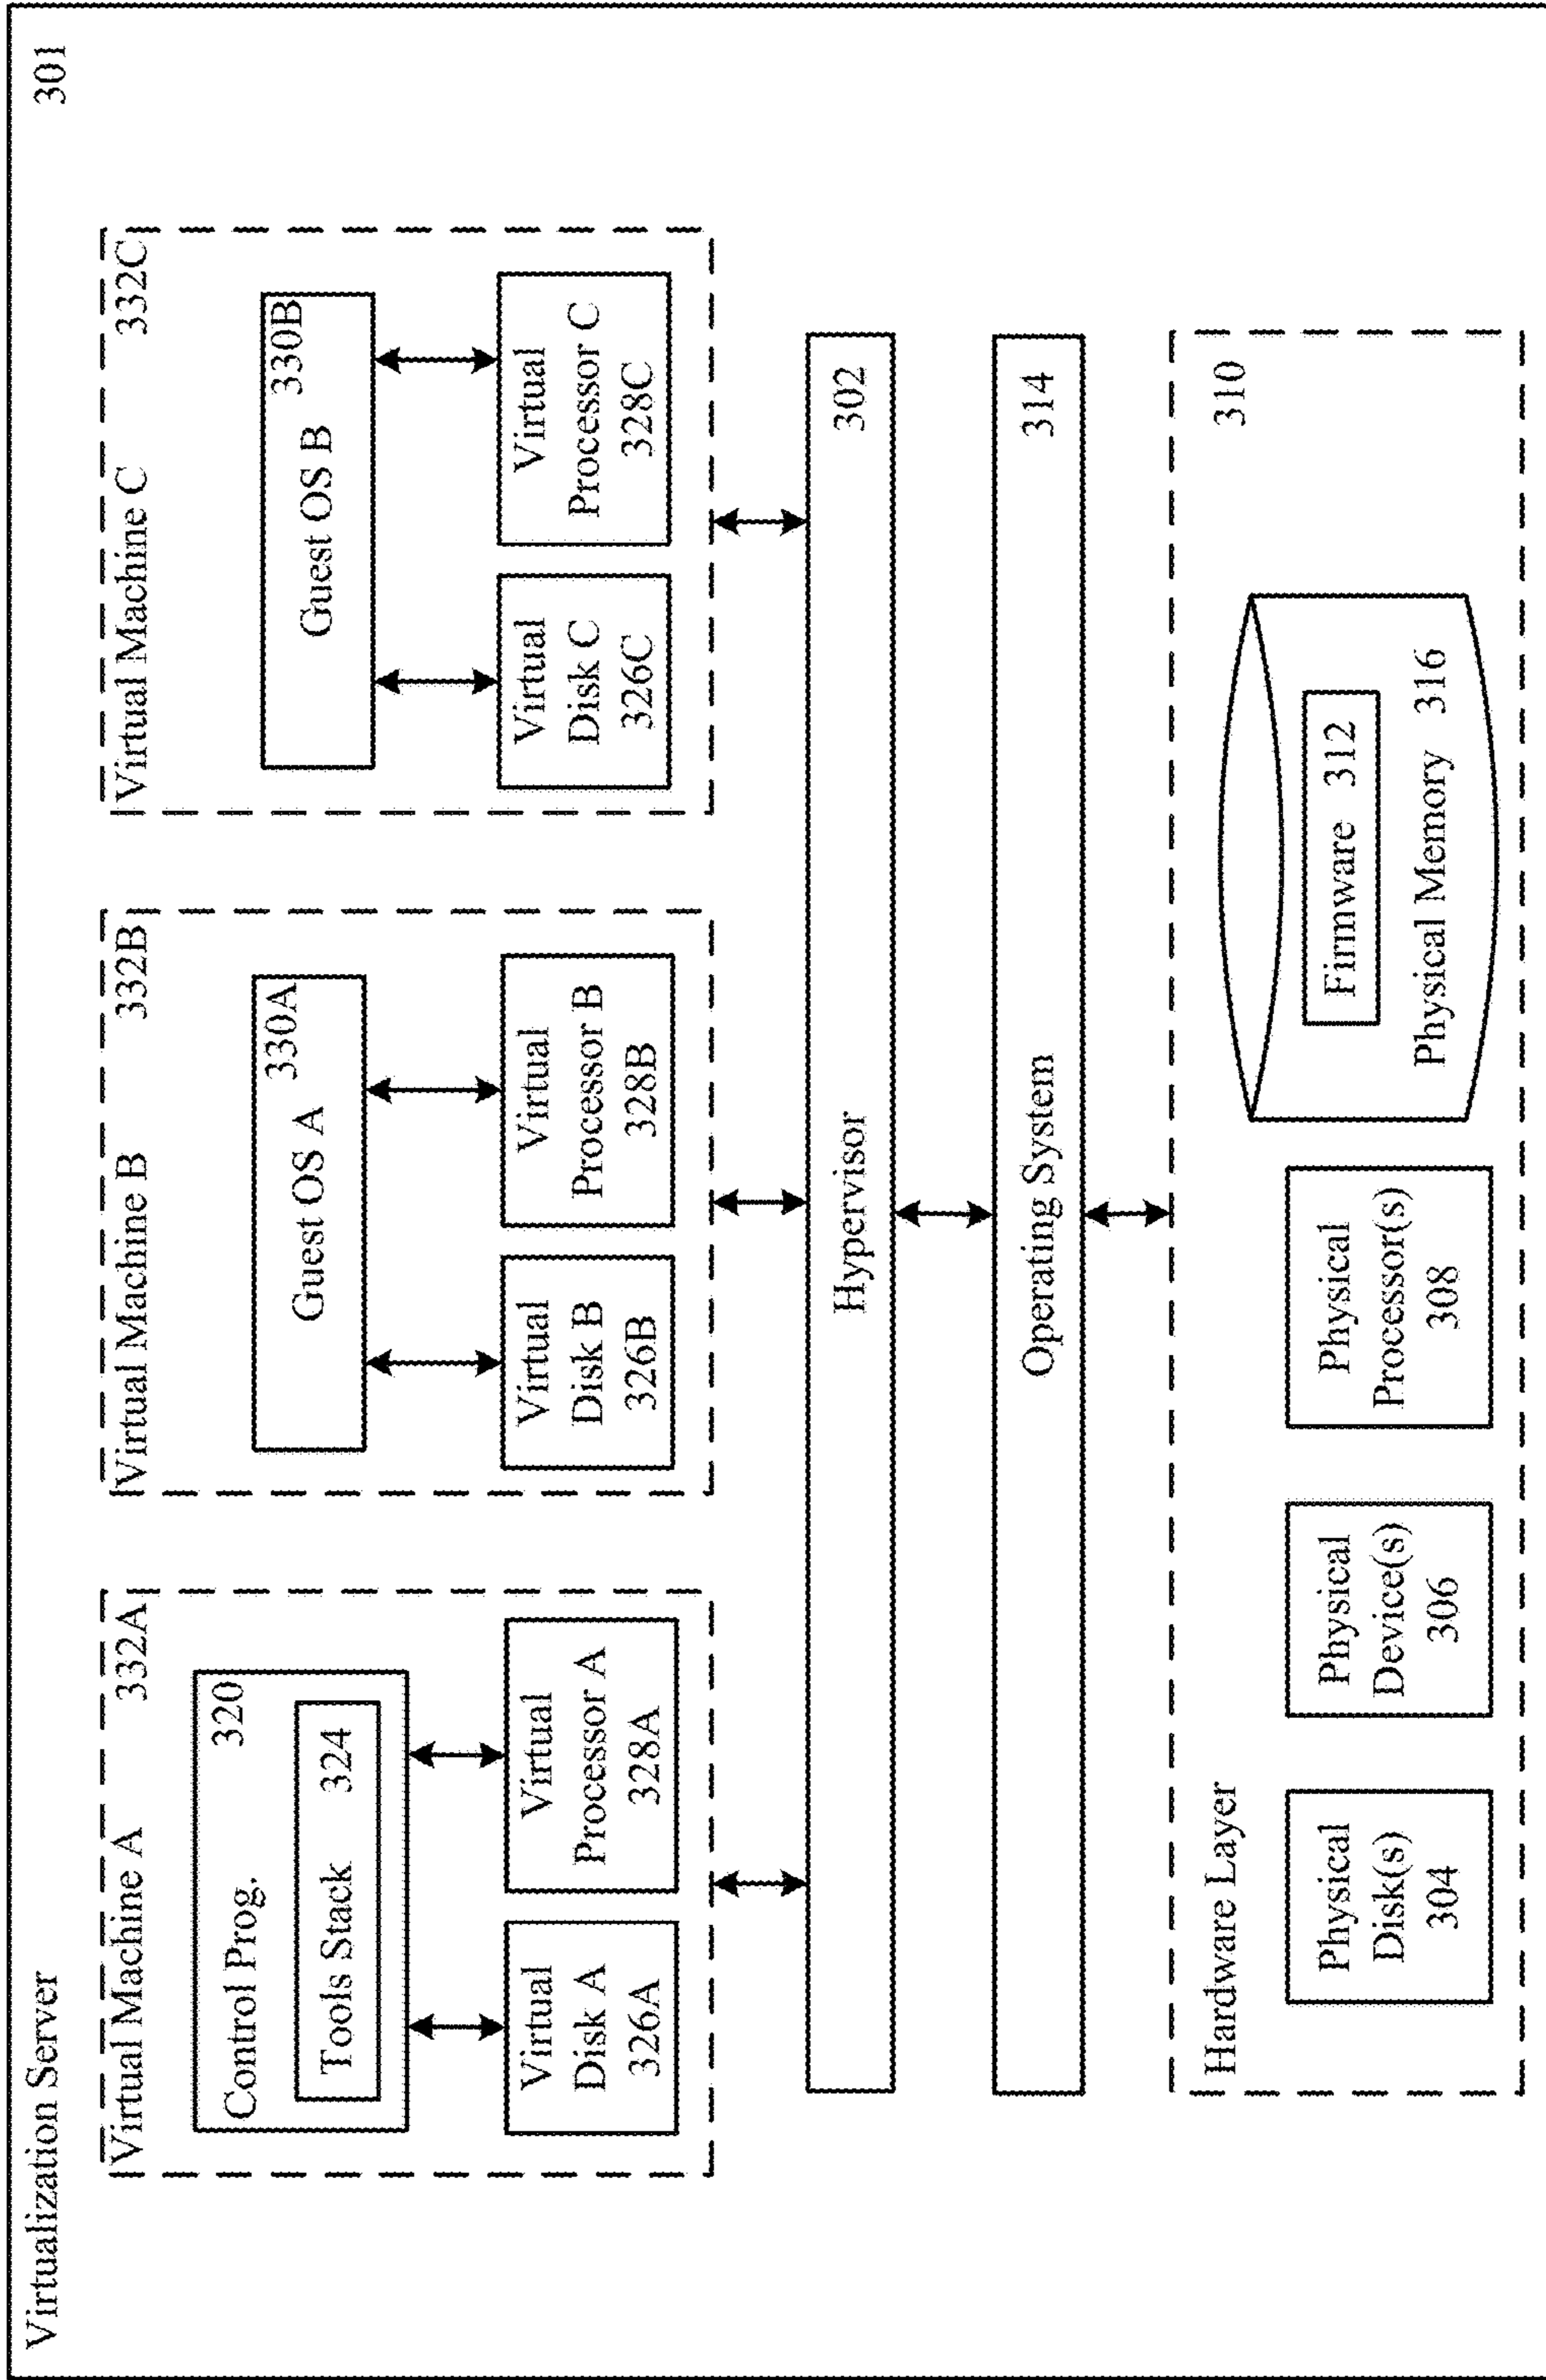 Virtualization Server
301
Virtual Machine A 332A
Control Prog. 320
Tools Stack 324
Virtual
Disk A
326A
Virtual
Processor A
328A
Virtual Machine B 332B
330A
Guest OS A
Virtual
Disk B
326B
Virtual
Processor B
328B
Virtual Machine C 332C
330B
Guest OS B
Virtual
Disk C
326C
Virtual
Processor C
328C
Hypervisor 302
Operating System 314
Hardware Layer 310
Physical
Disk(s)
304
Physical
Device(s)
306
Physical
Processor(s)
308
Firmware 312
Physical Memory 316